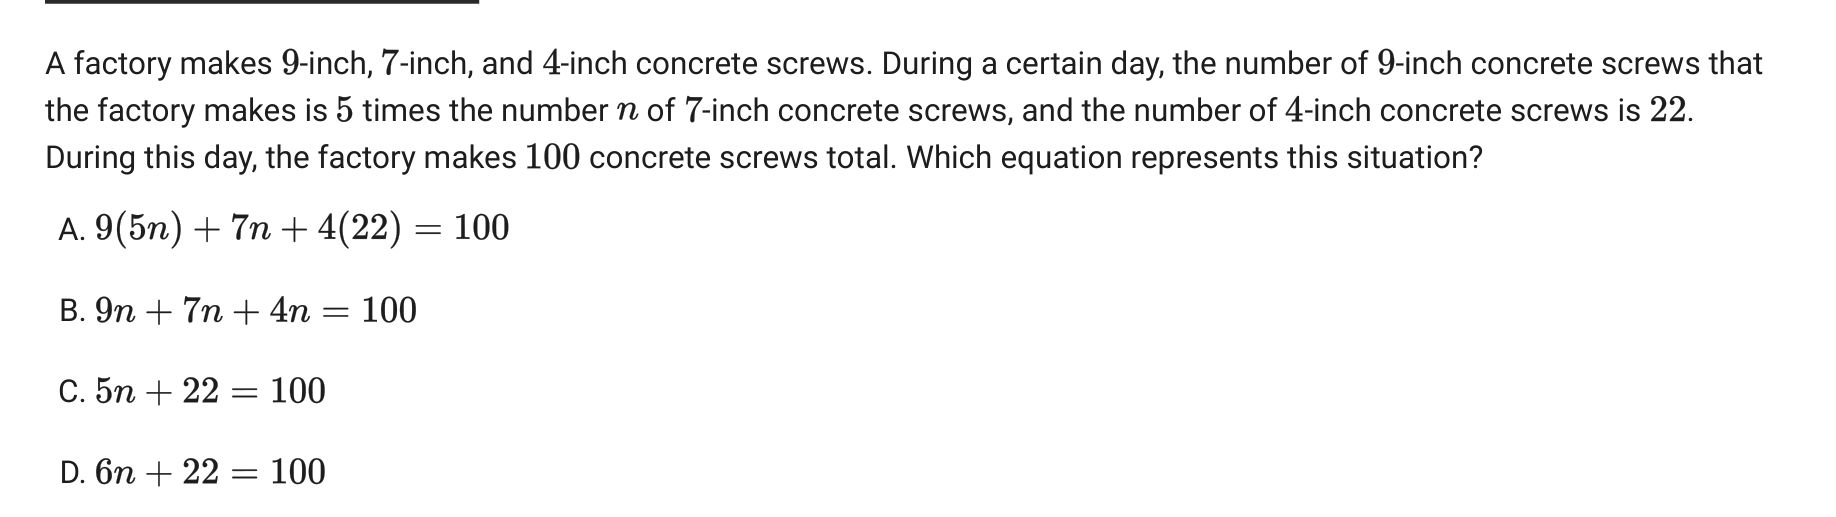 A factory makes 9-inch, 7-inch, and 4-inch concrete screws. During a certain day, the number of 9-inch concrete screws that
the factory makes is 5 times the number n of 7-inch concrete screws, and the number of 4-inch concrete screws is 22.
During this day, the factory makes 100 concrete screws total. Which equation represents this situation?
A. 9(5n) + 7n + 4(22) = 100
B. 9n + 7n + 4n = 100
C. 5n + 22 = 100
D. 6n + 22 = 100